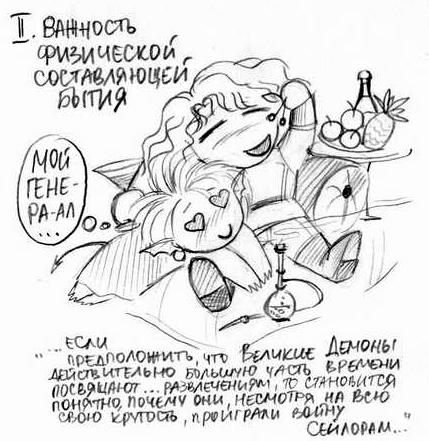 II. ВАЖНОСТЬ
ФИЗИЧЕСКОЙ
СОСТАВЛЯЮЩЕЙ
БЫТИЯ
МОЙ
ГЕНЕ-
РА-АЛ
...
"...ЕСЛИ
ПРЕДПОЛОЖИТЬ, ЧТО ВЕЛИКИЕ ДЕМОНЫ
ДЕЙСТВИТЕЛЬНО БОЛЬШУЮ ЧАСТЬ ВРЕМЕНИ
ПОСВЯЩАЮТ... РАЗВЛЕЧЕНИЯМ, ТО СТАНОВИТСЯ
ПОНЯТНО, ПОЧЕМУ ОНИ, НЕСМОТРЯ НА ВСЮ
СВОЮ КРУТОСТЬ, ПРОИГРАЛИ ВОЙНУ
СЕЙЛОРАМ..."